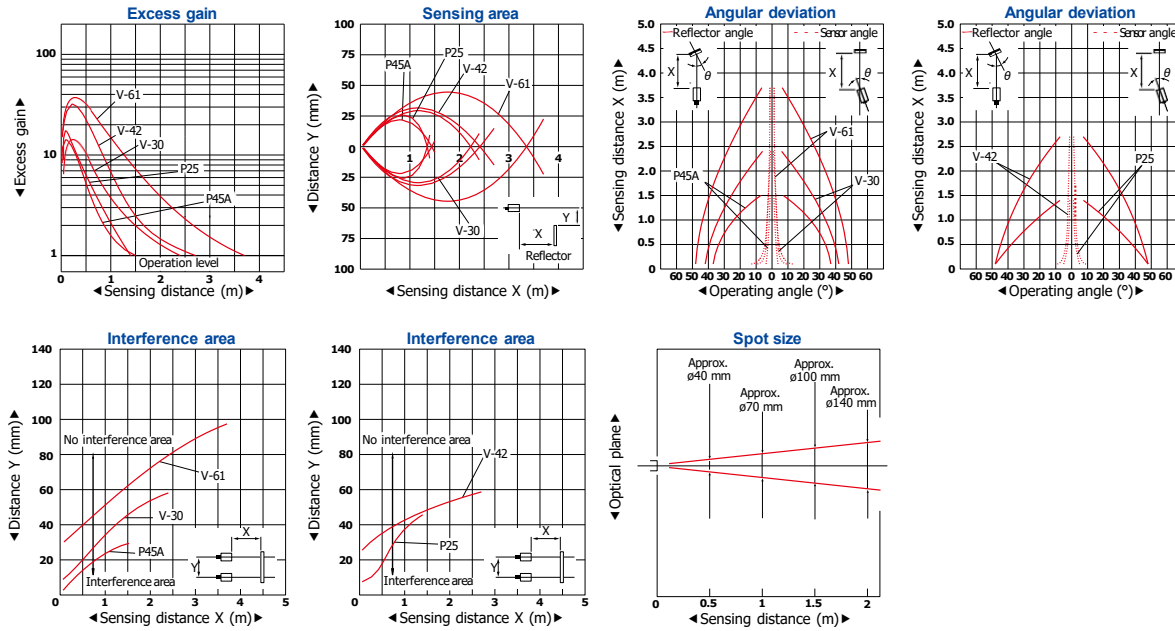 Excess gain
100
10
1
◄Excess gain►
V-61
V-42
V-30
P25
P45A
Operation level
0 1 2 3 4
◄Sensing distance (m)►
Sensing area
100
75
50
25
0
25
50
75
100
◄Distance Y (mm)►
P45A
P25
V-42
V-61
1 2 3 4
V-30
Y
X
Reflector
◄Sensing distance X (m)►
Angular deviation
Reflector angle
Sensor angle
5.0
4.5
4.0
3.5
3.0
2.5
2.0
1.5
1.0
0.5
0
◄Sensing distance X (m)►
X
θ
X
θ
V-61
P45A
V-30
60 50 40 30 20 10 0 10 20 30 40 50 60
◄Operating angle (°)►
Angular deviation
Reflector angle
Sensor angle
5.0
4.5
4.0
3.5
3.0
2.5
2.0
1.5
1.0
0.5
0
◄Sensing distance X (m)►
X
θ
X
θ
V-42
P25
60 50 40 30 20 10 0 10 20 30 40 50 60
◄Operating angle (°)►
Interference area
140
120
100
80
60
40
20
◄Distance Y (mm)►
No interference area
V-61
V-30
P45A
X
Y
Interference area
0 1 2 3 4 5
◄Sensing distance X (m)►
Interference area
140
120
100
80
60
40
20
◄Distance Y (mm)►
No interference area
V-42
P25
X
Y
Interference area
0 1 2 3 4 5
◄Sensing distance X (m)►
Spot size
◄Optical plane►
Approx.
ø40 mm
Approx.
ø70 mm
Approx.
ø100 mm
Approx.
ø140 mm
0 0.5 1 1.5 2
◄Sensing distance (m)►